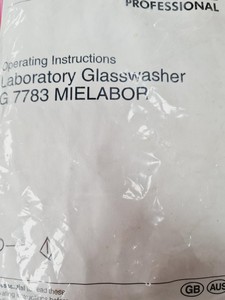 PROFESSIONAL
Operating Instructions
Laboratory Glasswasher
G 7783 MIELABOR
GB AUS